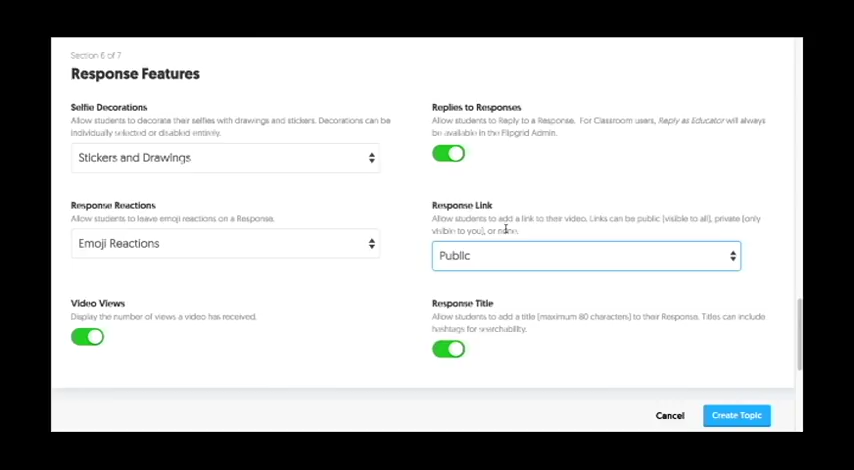 Section 6 of 7
Response Features
Selfie Decorations
Allow students to decorate their selfies with drawings and stickers. Decorations can be
individually selected or disabled entirely.
Stickers and Drawings
Replies to Responses
Allow students to Reply to a Response. For Classroom users, Reply as Educator will always
be available in the Flipgrid Admin.
Response Reactions
Allow students to leave emoji reactions on a Response.
Emoji Reactions
Response Link
Allow students to add a link to their video. Links can be public (visible to all), private (only
visible to you), or none.
Public
Video Views
Display the number of views a video has received.
Response Title
Allow students to add a title (maximum 80 characters) to their Response. Titles can include
hashtags for searchability.
Cancel
Create Topic